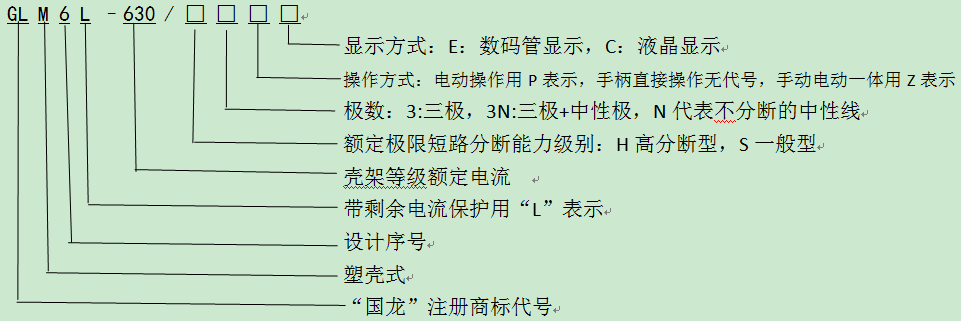 GL M 6 L -630/□ □ □ □
显示方式：E：数码管显示，C：液晶显示
操作方式：电动操作用 P 表示，手柄直接操作无代号，手动电动一体用 Z 表示
极数：3:三极，3N:三极+中性极，N 代表不分断的中性线
额定极限短路分断能力级别：H 高分断型，S 一般型
壳架等级额定电流
带剩余电流保护用“L”表示
设计序号
塑壳式
“国龙”注册商标代号